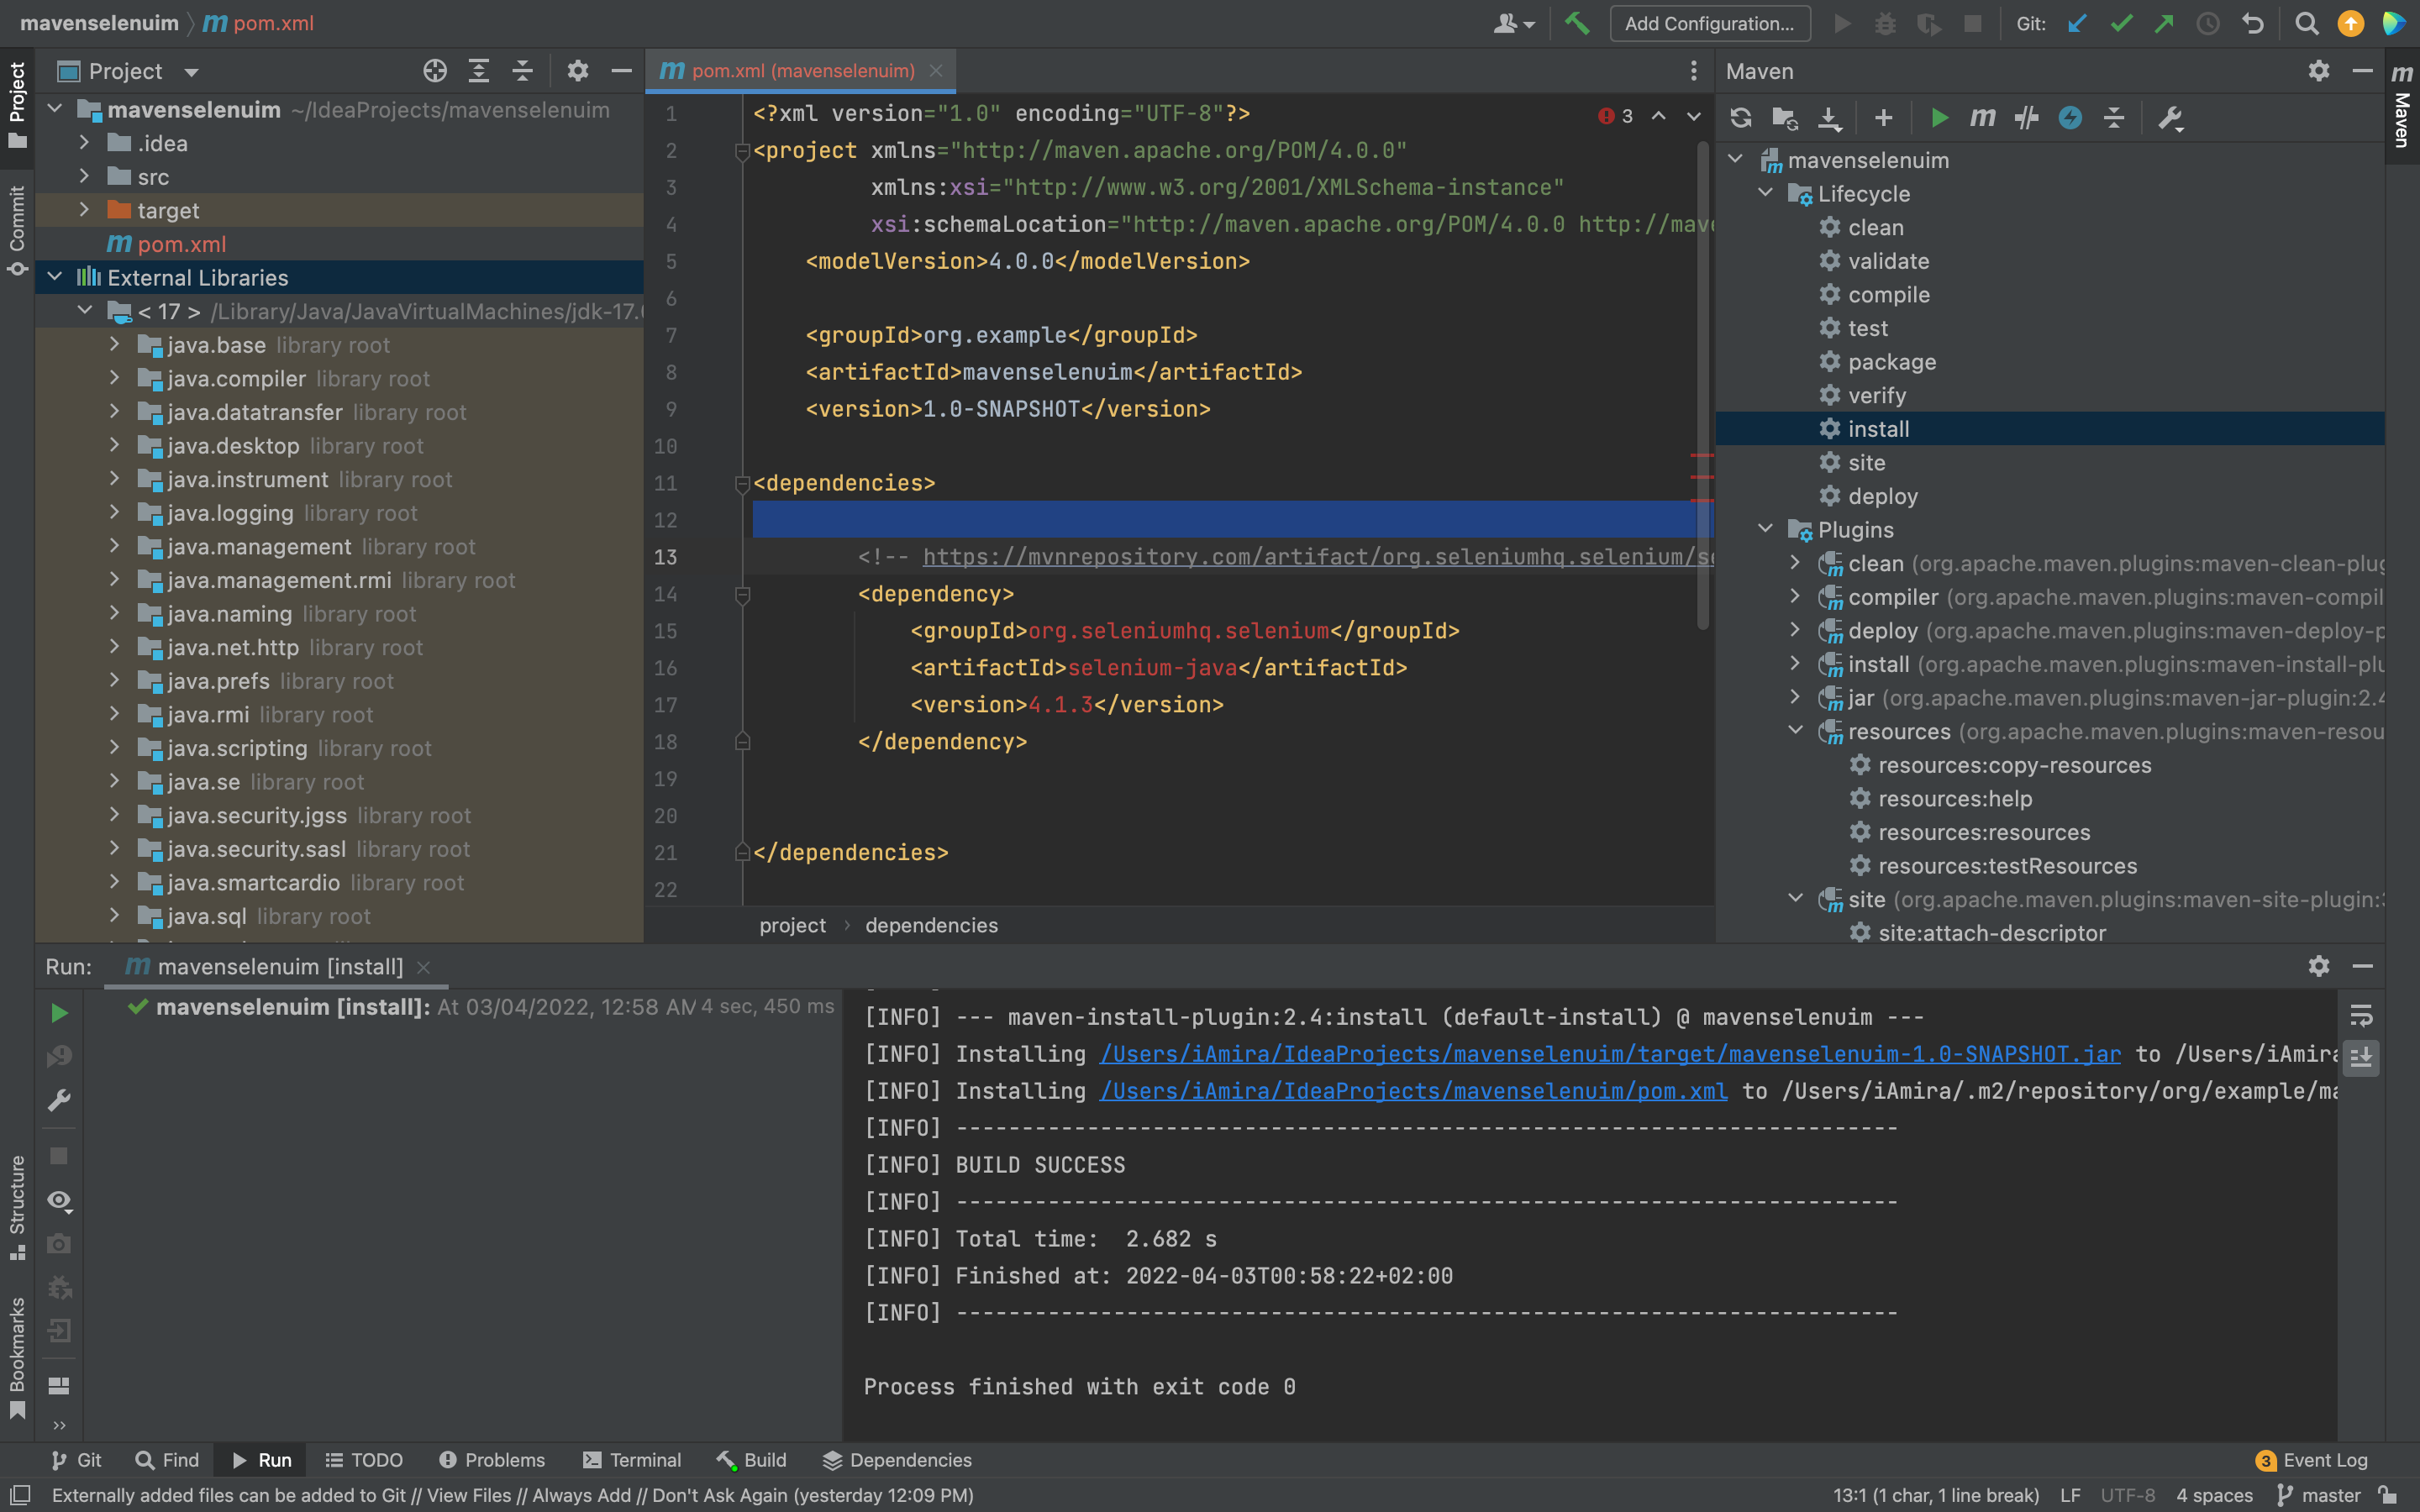 mavenselenuim
pom.xml
Add Configuration...
Git:
Project
pom.xml (mavenselenuim)
Maven
Project
Commit
Structure
Bookmarks
Maven
mavenselenuim ~/IdeaProjects/mavenselenuim
.idea
src
target
pom.xml
External Libraries
< 17 > /Library/Java/JavaVirtualMachines/jdk-17.
java.base library root
java.compiler library root
java.datatransfer library root
java.desktop library root
java.instrument library root
java.logging library root
java.management library root
java.management.rmi library root
java.naming library root
java.net.http library root
java.prefs library root
java.rmi library root
java.scripting library root
java.se library root
java.security.jgss library root
java.security.sasl library root
java.smartcardio library root
java.sql library root
3
1 <?xml version="1.0" encoding="UTF-8"?>
2 <project xmlns="http://maven.apache.org/POM/4.0.0"
3 xmlns:xsi="http://www.w3.org/2001/XMLSchema-instance"
4 xsi:schemaLocation="http://maven.apache.org/POM/4.0.0 http://mav
5 <modelVersion>4.0.0</modelVersion>
6
7 <groupId>org.example</groupId>
8 <artifactId>mavenselenuim</artifactId>
9 <version>1.0-SNAPSHOT</version>
10
11 <dependencies>
12
13 <!-- https://mvnrepository.com/artifact/org.seleniumhq.selenium/s
14 <dependency>
15 <groupId>org.seleniumhq.selenium</groupId>
16 <artifactId>selenium-java</artifactId>
17 <version>4.1.3</version>
18 </dependency>
19
20
21 </dependencies>
22
project
dependencies
mavenselenuim
Lifecycle
clean
validate
compile
test
package
verify
install
site
deploy
Plugins
clean (org.apache.maven.plugins:maven-clean-plug
compiler (org.apache.maven.plugins:maven-compil
deploy (org.apache.maven.plugins:maven-deploy-p
install (org.apache.maven.plugins:maven-install-plu
jar (org.apache.maven.plugins:maven-jar-plugin:2.4
resources (org.apache.maven.plugins:maven-resou
resources:copy-resources
resources:help
resources:resources
resources:testResources
site (org.apache.maven.plugins:maven-site-plugin:
site:attach-descriptor
Run: mavenselenuim [install]
mavenselenuim [install]: At 03/04/2022, 12:58 AM 4 sec, 450 ms
[INFO] --- maven-install-plugin:2.4:install (default-install) @ mavenselenuim ---
[INFO] Installing /Users/iAmira/IdeaProjects/mavenselenuim/target/mavenselenuim-1.0-SNAPSHOT.jar to /Users/iAmira
[INFO] Installing /Users/iAmira/IdeaProjects/mavenselenuim/pom.xml to /Users/iAmira/.m2/repository/org/example/ma
[INFO] ------------------------------------------------------------------------
[INFO] BUILD SUCCESS
[INFO] ------------------------------------------------------------------------
[INFO] Total time: 2.682 s
[INFO] Finished at: 2022-04-03T00:58:22+02:00
[INFO] ------------------------------------------------------------------------
Process finished with exit code 0
Git
Find
Run
TODO
Problems
Terminal
Build
Dependencies
3 Event Log
Externally added files can be added to Git // View Files // Always Add // Don't Ask Again (yesterday 12:09 PM)
13:1 (1 char, 1 line break)
LF
UTF-8
4 spaces
master